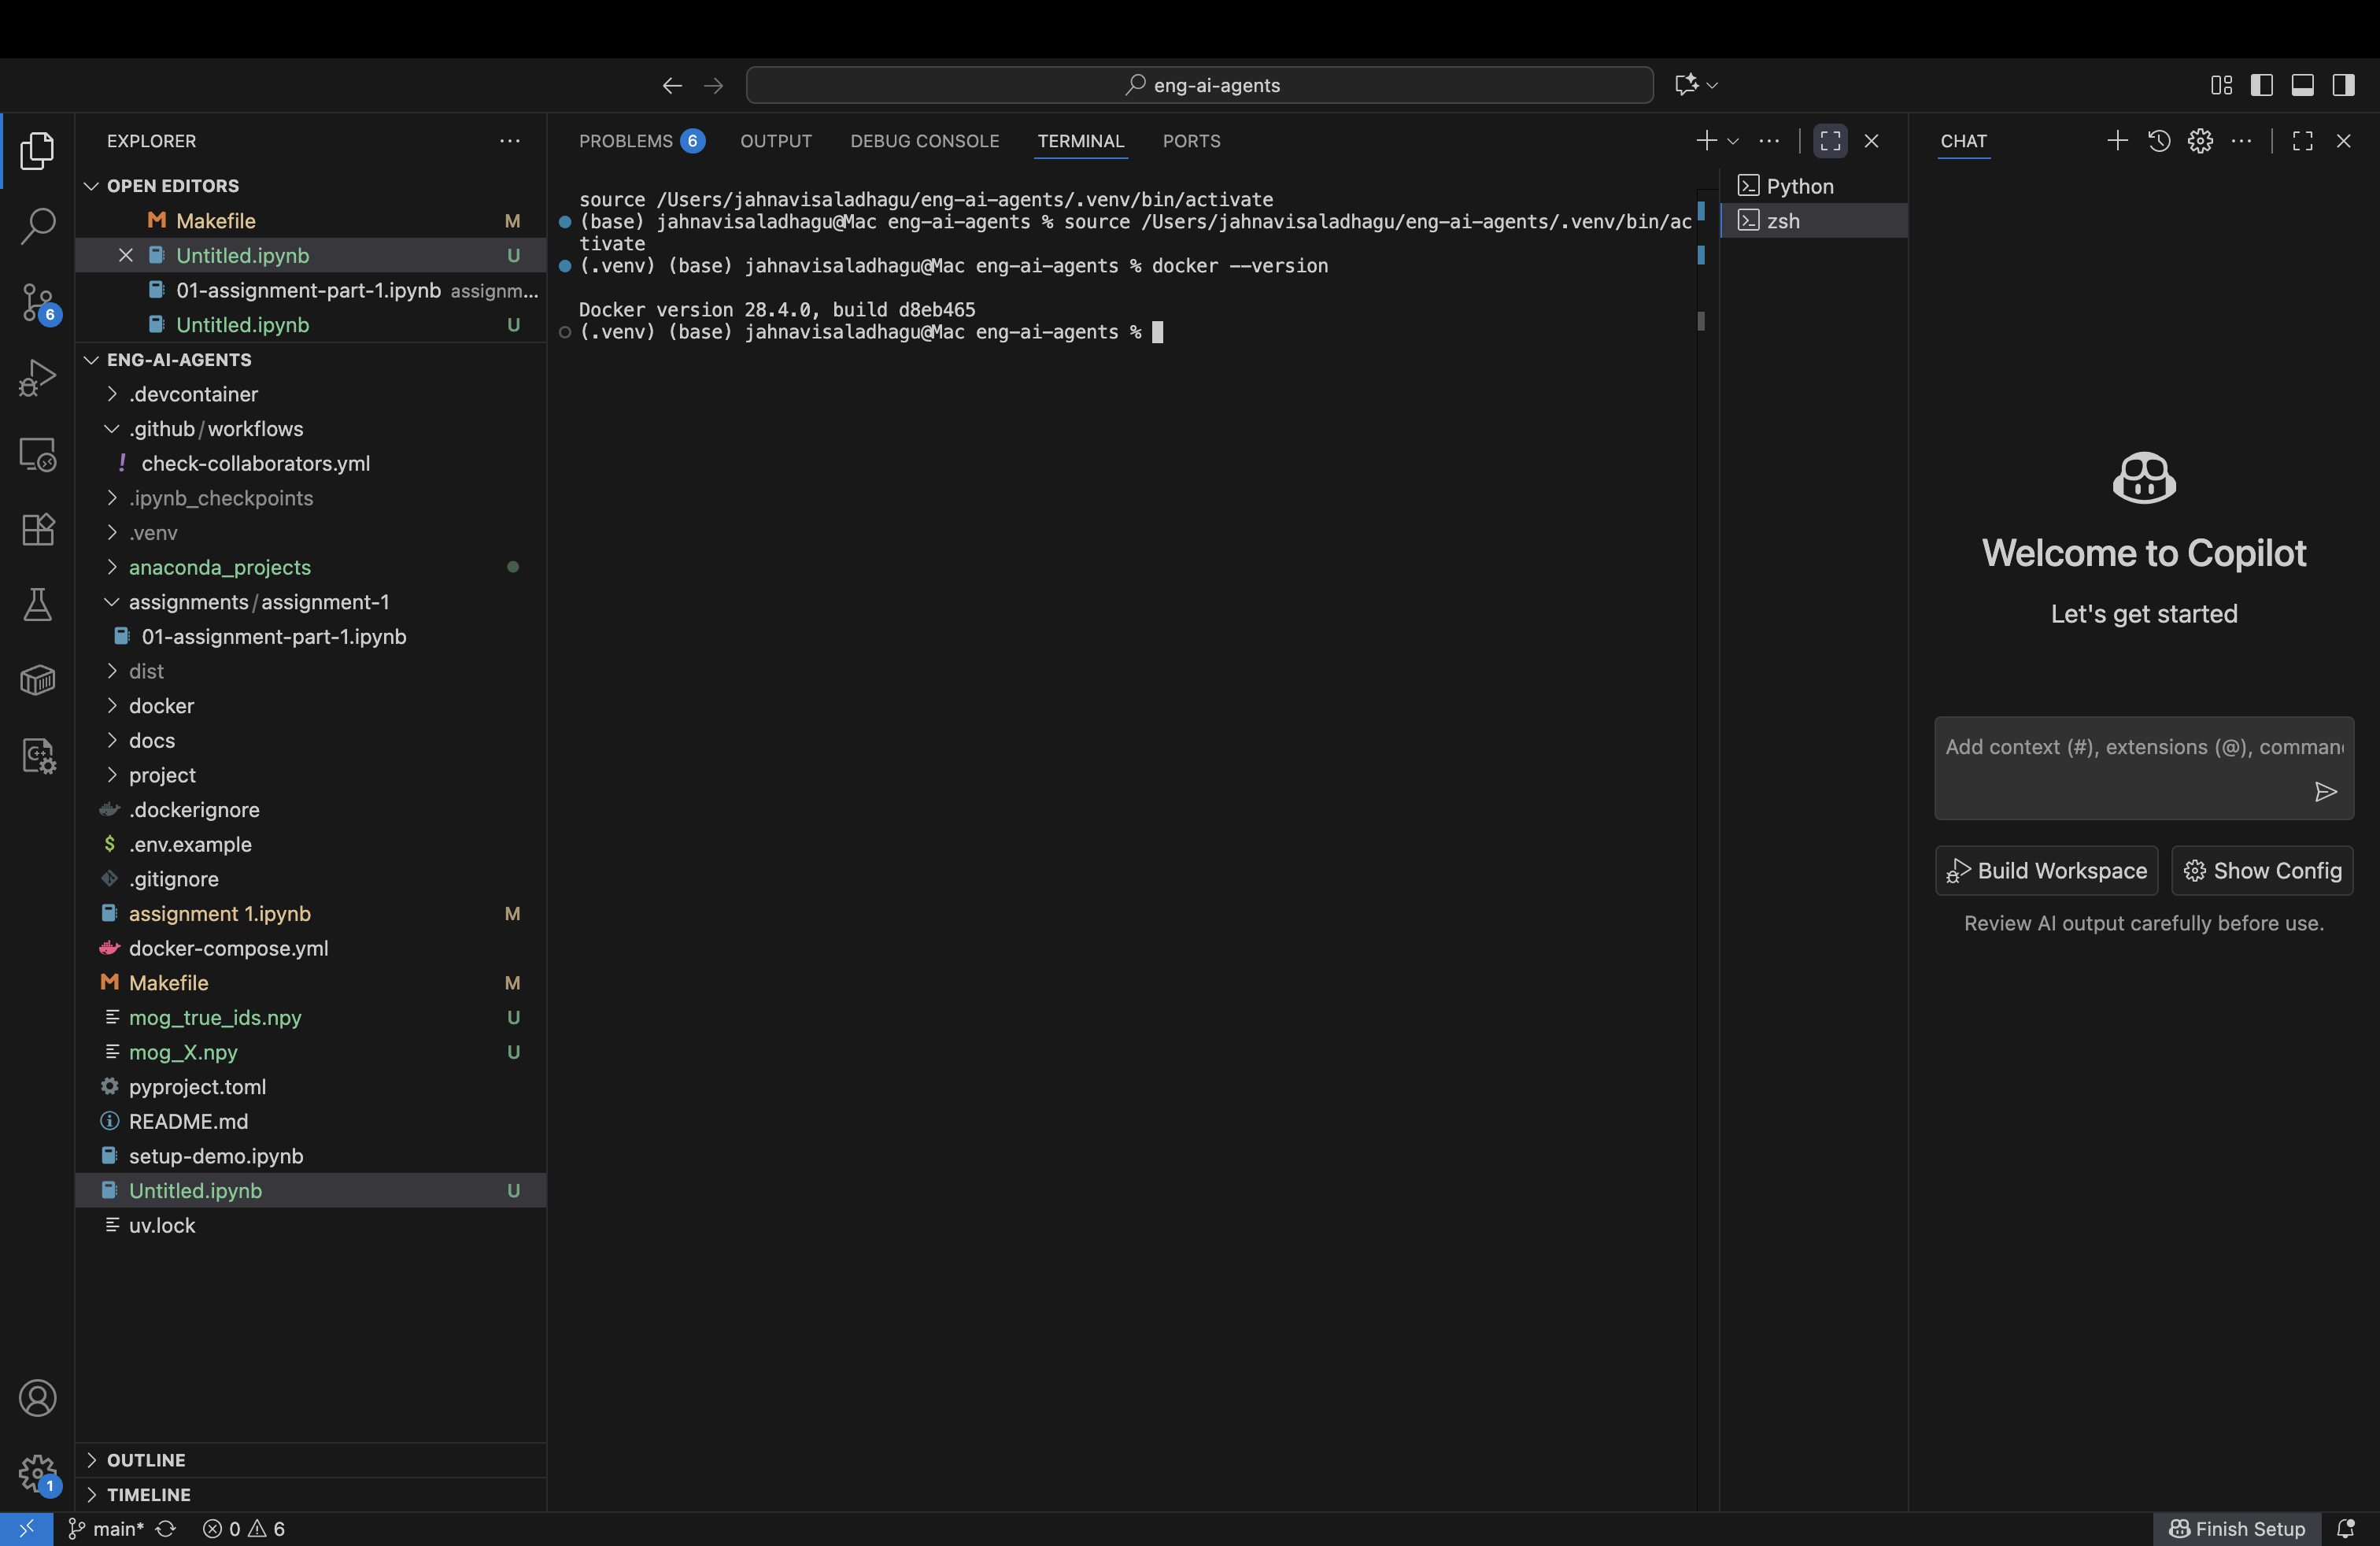 eng-ai-agents
EXPLORER
OPEN EDITORS
Makefile M
Untitled.ipynb U
01-assignment-part-1.ipynb assignm...
Untitled.ipynb U
6
ENG-AI-AGENTS
.devcontainer
.github/workflows
! check-collaborators.yml
.ipynb_checkpoints
.venv
anaconda_projects
assignments/assignment-1
01-assignment-part-1.ipynb
dist
docker
docs
project
.dockerignore
$ .env.example
.gitignore
assignment 1.ipynb M
docker-compose.yml
Makefile M
mog_true_ids.npy U
mog_X.npy U
pyproject.toml
README.md
setup-demo.ipynb
Untitled.ipynb U
uv.lock
OUTLINE
1
TIMELINE
PROBLEMS 6 OUTPUT DEBUG CONSOLE TERMINAL PORTS
source /Users/jahnavisaladhagu/eng-ai-agents/.venv/bin/activate
(base) jahnavisaladhagu@Mac eng-ai-agents % source /Users/jahnavisaladhagu/eng-ai-agents/.venv/bin/ac
tivate
(.venv) (base) jahnavisaladhagu@Mac eng-ai-agents % docker --version
Docker version 28.4.0, build d8eb465
(.venv) (base) jahnavisaladhagu@Mac eng-ai-agents %
Python
zsh
CHAT
Welcome to Copilot
Let's get started
Add context (#), extensions (@), comman
Build Workspace Show Config
Review AI output carefully before use.
main* 0 6 Finish Setup